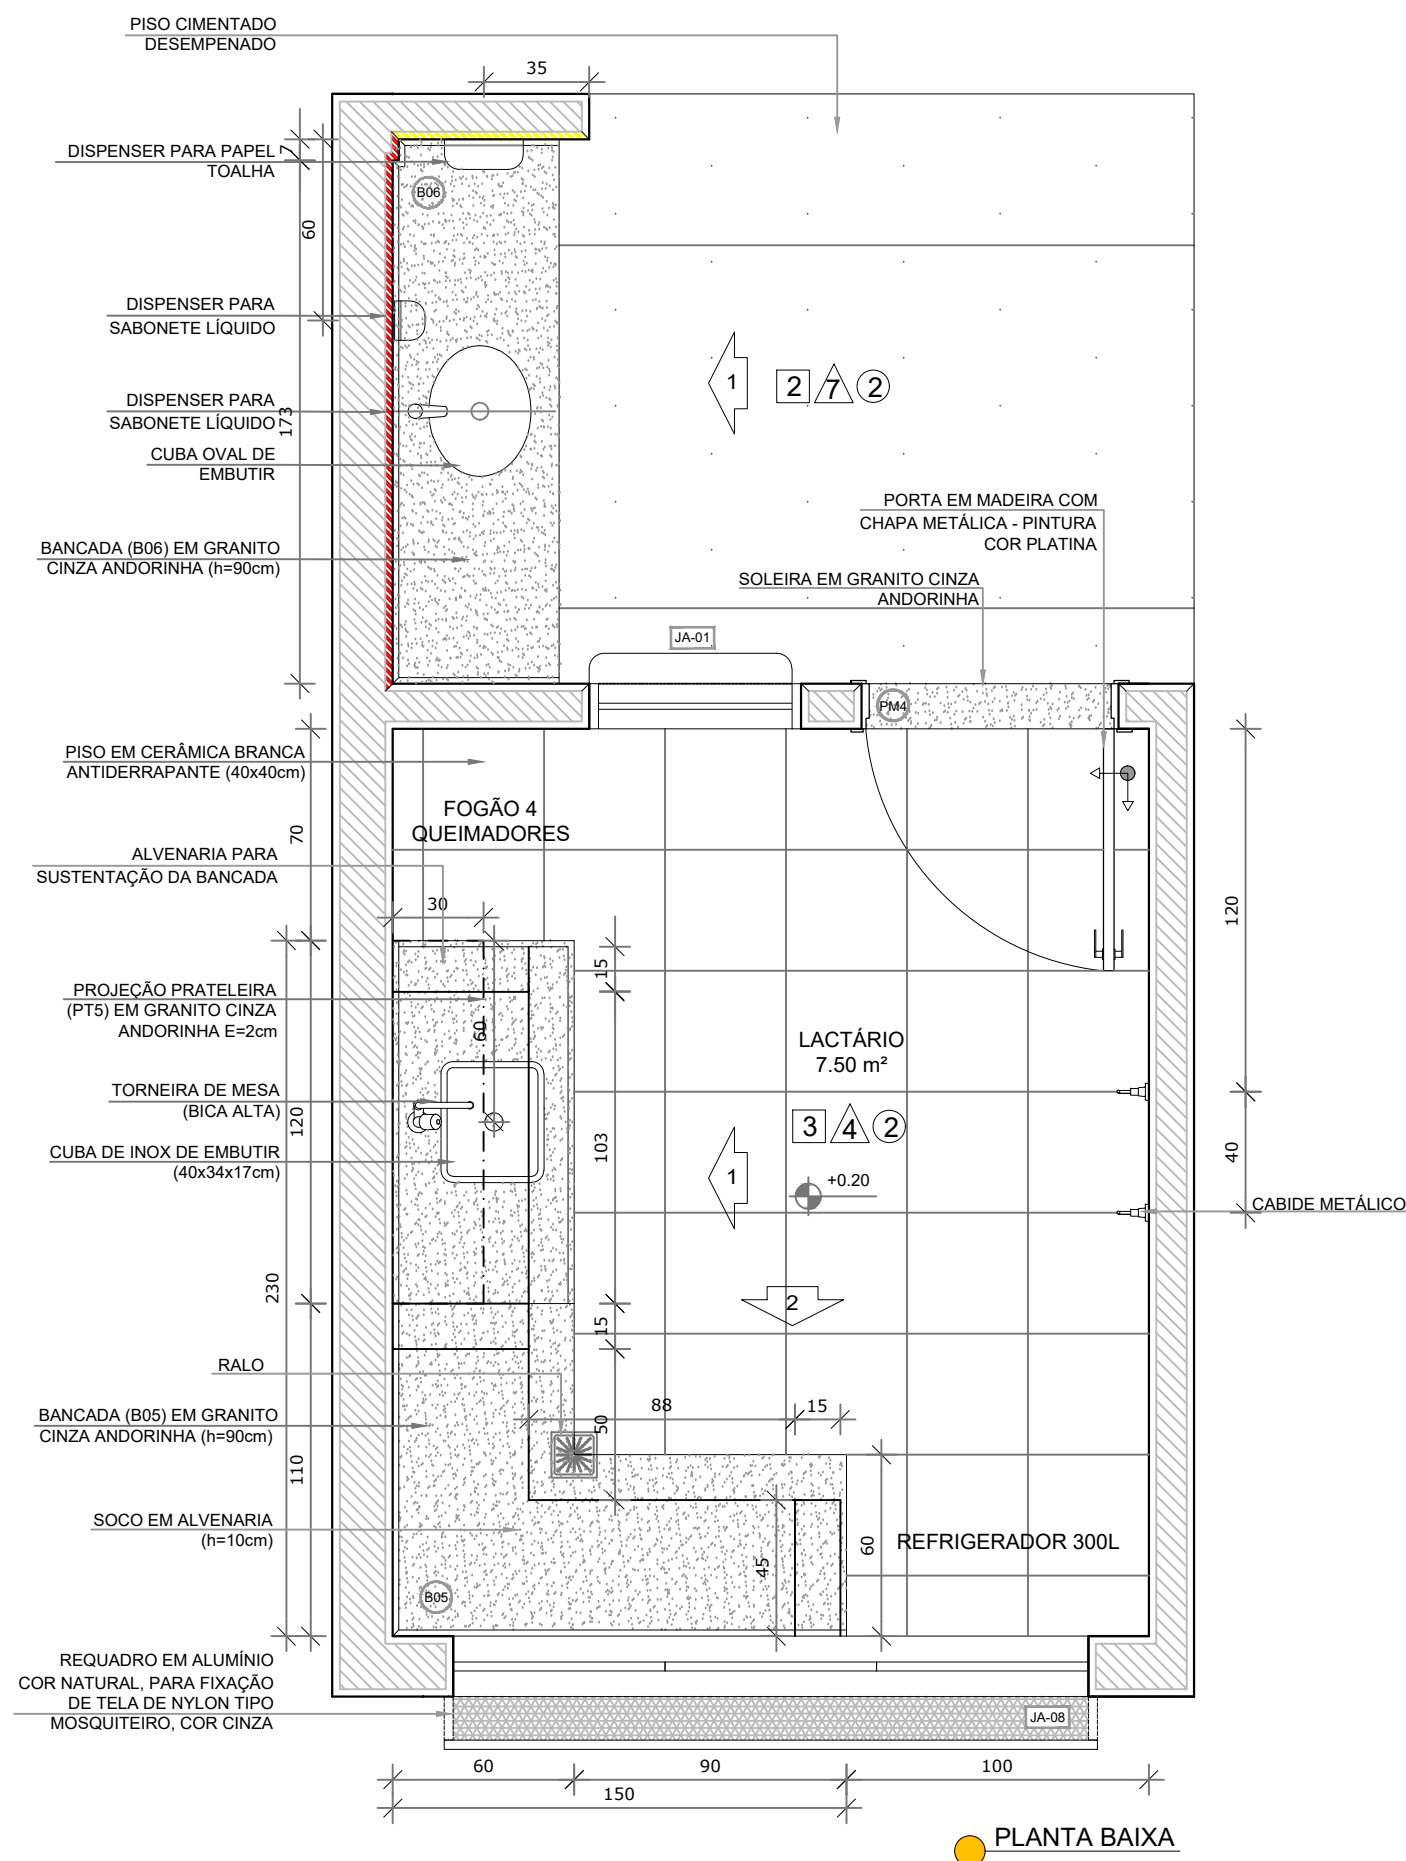 PISO CIMENTADO
DESEMPENADO
35
7
DISPENSER PARA PAPEL
TOALHA
B06
60
DISPENSER PARA
SABONETE LÍQUIDO
1
2
7
2
DISPENSER PARA
SABONETE LÍQUIDO
173
CUBA OVAL DE
EMBUTIR
PORTA EM MADEIRA COM
CHAPA METÁLICA - PINTURA
COR PLATINA
BANCADA (B06) EM GRANITO
CINZA ANDORINHA (h=90cm)
SOLEIRA EM GRANITO CINZA
ANDORINHA
JA-01
PM4
PISO EM CERÂMICA BRANCA
ANTIDERRAPANTE (40x40cm)
FOGÃO 4
QUEIMADORES
70
ALVENARIA PARA
SUSTENTAÇÃO DA BANCADA
30
120
15
PROJEÇÃO PRATELEIRA
(PT5) EM GRANITO CINZA
ANDORINHA E=2cm
60
LACTÁRIO
7.50 m²
TORNEIRA DE MESA
(BICA ALTA)
120
3
4
2
103
40
CUBA DE INOX DE EMBUTIR
(40x34x17cm)
1
+0.20
CABIDE METÁLICO
230
2
15
RALO
88
15
50
BANCADA (B05) EM GRANITO
CINZA ANDORINHA (h=90cm)
110
SOCO EM ALVENARIA
(h=10cm)
45
60
REFRIGERADOR 300L
B05
REQUADRO EM ALUMÍNIO
COR NATURAL, PARA FIXAÇÃO
DE TELA DE NYLON TIPO
MOSQUITEIRO, COR CINZA
JA-08
60
90
100
150
PLANTA BAIXA